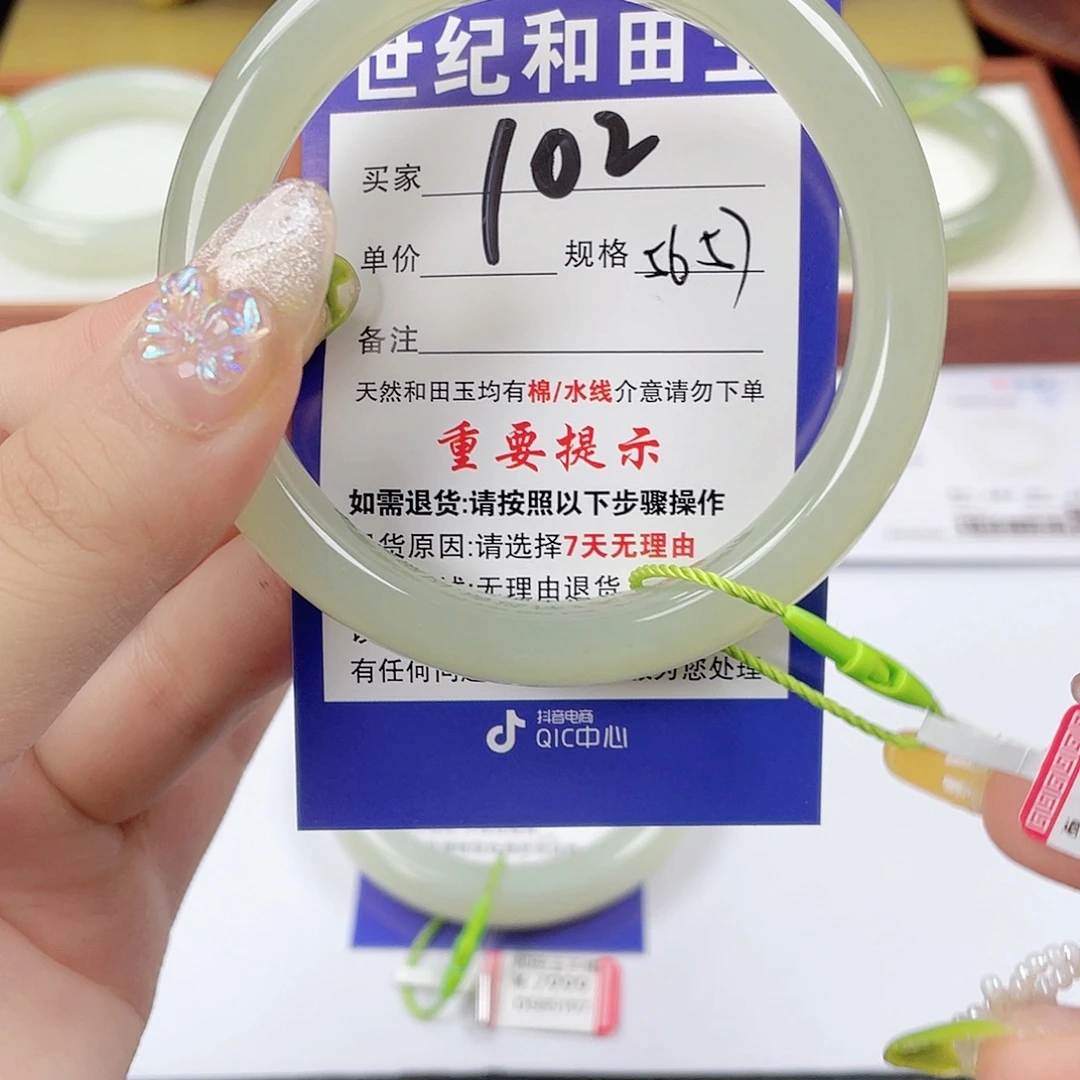 世纪和田玉
买家 102
单价 规格 565)
备注
天然和田玉均有棉/水线介意请勿下单
重要提示
如需退货:请按照以下步骤操作
货原因:请选择7天无理由
:无理由退货
有任何 为您处理
抖音电商
QIC中心